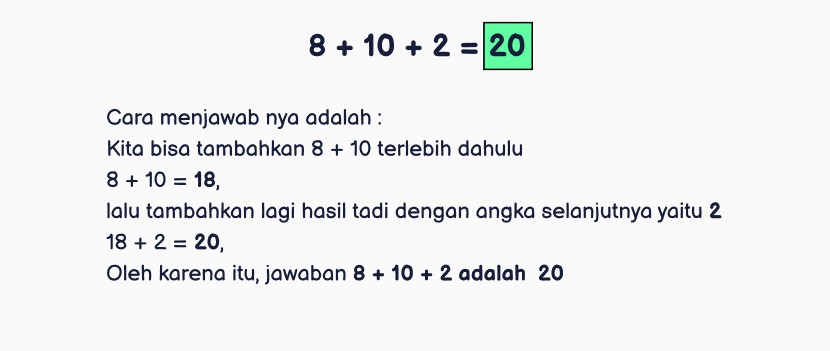 8 + 10 + 2 = 20
Cara menjawab nya adalah :
Kita bisa tambahkan 8 + 10 terlebih dahulu
8 + 10 = 18,
lalu tambahkan lagi hasil tadi dengan angka selanjutnya yaitu 2
18 + 2 = 20,
Oleh karena itu, jawaban 8 + 10 + 2 adalah  20